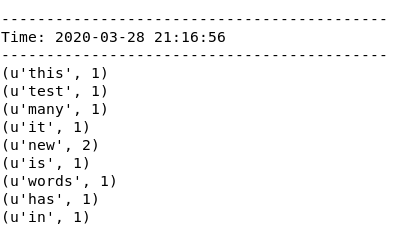 -------------------------------------------
Time: 2020-03-28 21:16:56
-------------------------------------------
(u'this', 1)
(u'test', 1)
(u'many', 1)
(u'it', 1)
(u'new', 2)
(u'is', 1)
(u'words', 1)
(u'has', 1)
(u'in', 1)